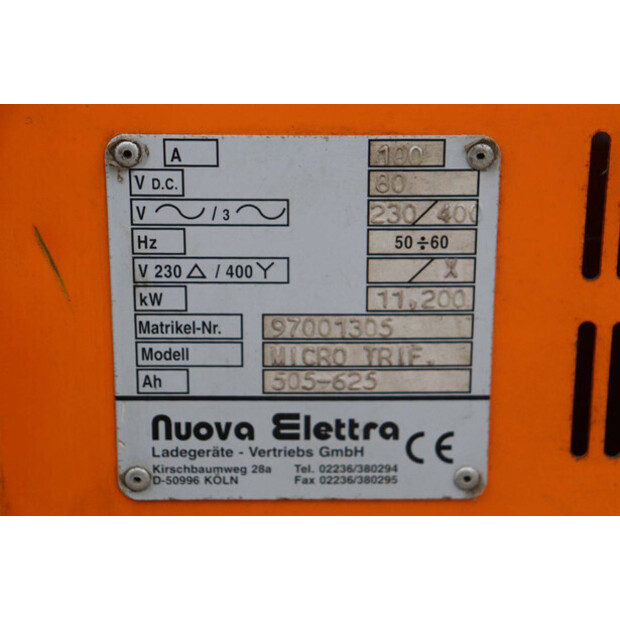 A 140
V D.C. 80
V / 3 230/400
Hz 50÷60
V 230 △ / 400 Y / X
kW 11,200
Matrikel-Nr. 97001305
Modell MICRO TRIF.
Ah 505-625
Nuova Elettra
Ladegeräte - Vertriebs GmbH CE
Kirschbaumweg 28a Tel. 02236/380294
D-50996 KÖLN Fax 02236/380295